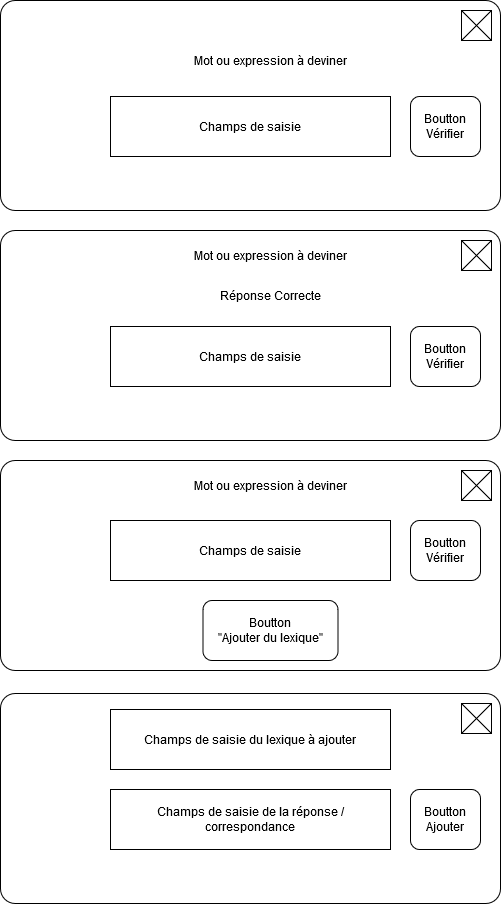 Mot ou expression à deviner
Champs de saisie
Boutton
Vérifier
Mot ou expression à deviner
Réponse Correcte
Champs de saisie
Boutton
Vérifier
Mot ou expression à deviner
Champs de saisie
Boutton
Vérifier
Boutton
"Ajouter du lexique"
Champs de saisie du lexique à ajouter
Champs de saisie de la réponse /
correspondance
Boutton
Ajouter